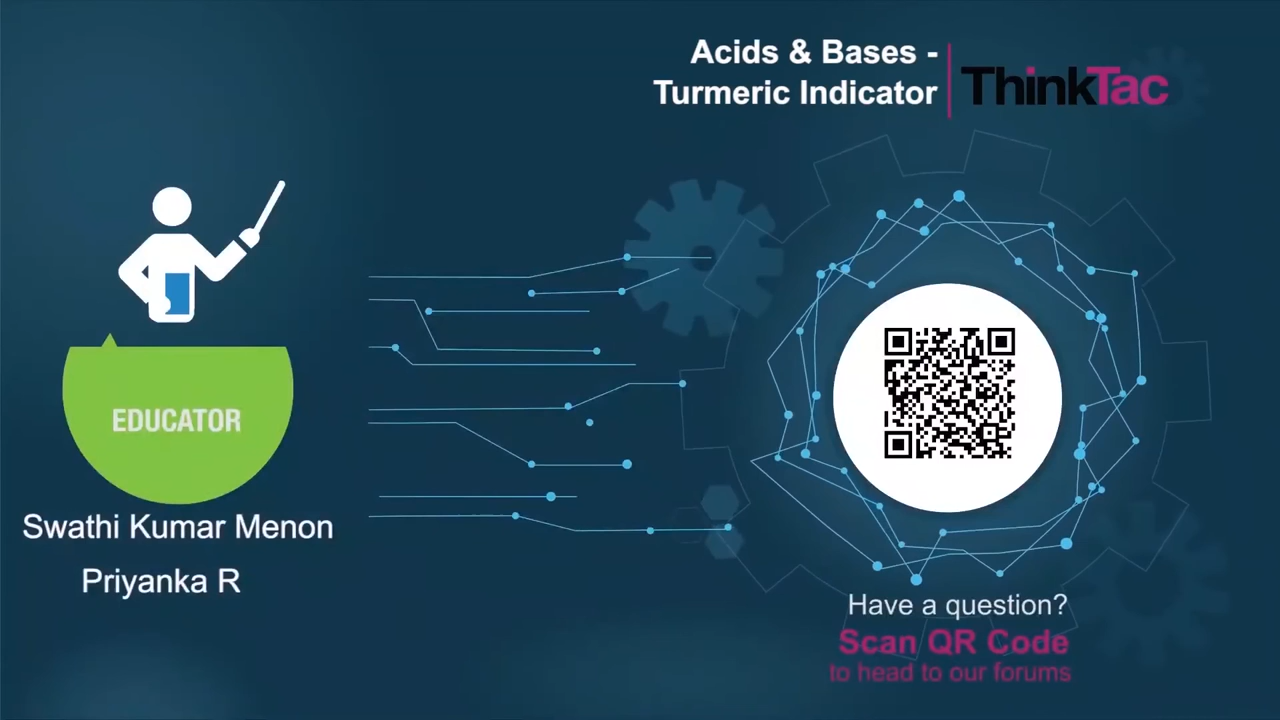 Acids & Bases -
Turmeric Indicator
ThinkTac
EDUCATOR
Swathi Kumar Menon
Priyanka R
Have a question?
Scan QR Code
to head to our forums